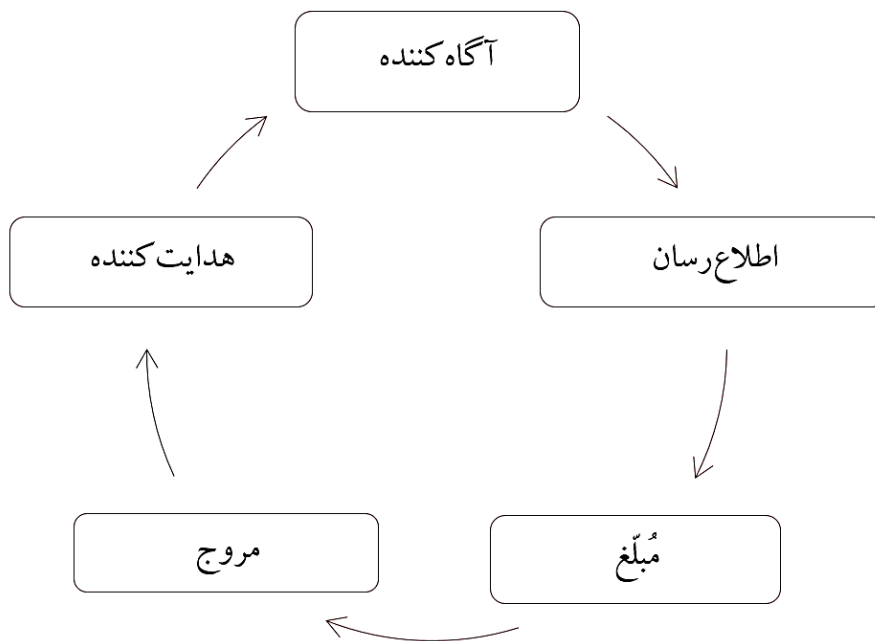 آگاه‌کننده
اطلاع‌رسان
مُبلّغ
مروج
هدایت‌کننده